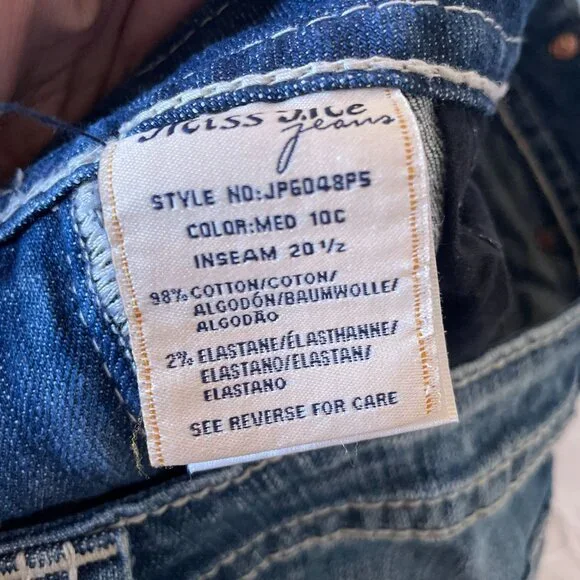 Miss Me
jeans
STYLE NO:JP6048P5
COLOR:MED 10C
INSEAM 20 1/2
98% COTTON/COTON/
ALGODÓN/BAUMWOLLE/
ALGODÃO
2% ELASTANE/ÉLASTHANNE/
ELASTANO/ELASTAN/
ELASTANO
SEE REVERSE FOR CARE